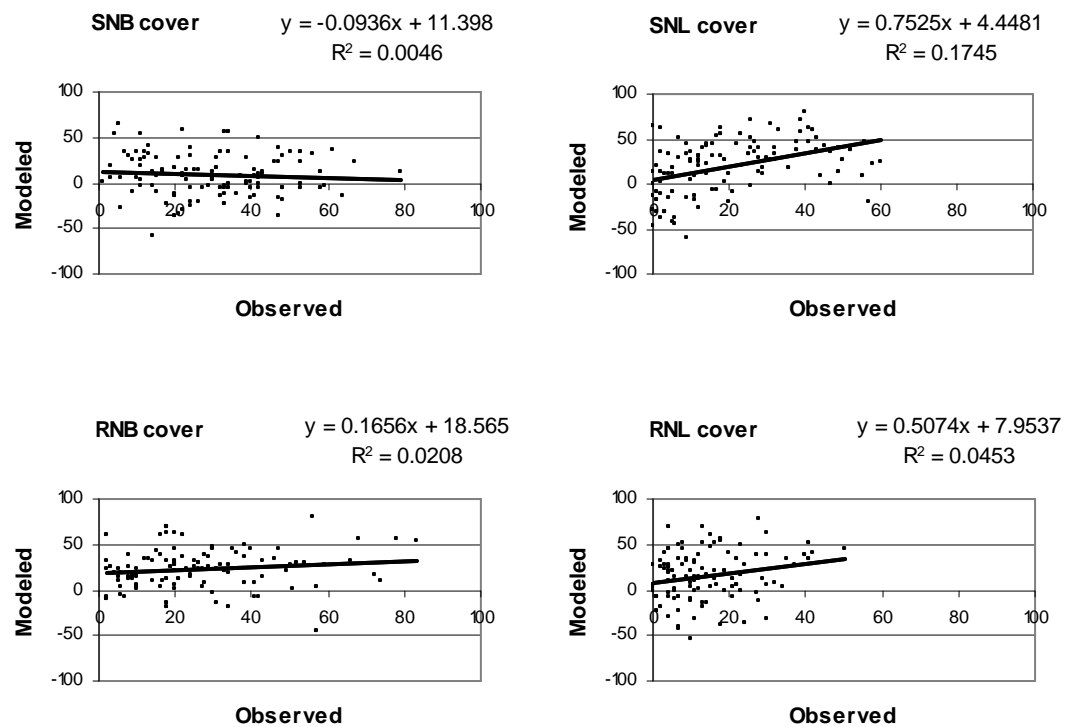 SNB cover
y = -0.0936x + 11.398
R² = 0.0046
100
50
0
-50
-100
0 20 40 60 80 100
Modeled
Observed
SNL cover
y = 0.7525x + 4.4481
R² = 0.1745
100
50
0
-50
-100
0 20 40 60 80 100
Modeled
Observed
RNB cover
y = 0.1656x + 18.565
R² = 0.0208
100
50
0
-50
-100
0 20 40 60 80 100
Modeled
Observed
RNL cover
y = 0.5074x + 7.9537
R² = 0.0453
100
50
0
-50
-100
0 20 40 60 80 100
Modeled
Observed